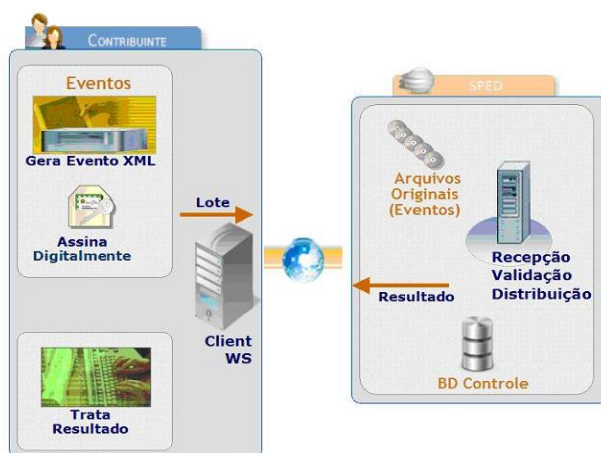 CONTRIBUINTE
Eventos
Gera Evento XML
Assina
Digitalmente
Lote
Client
WS
Trata
Resultado
SPED
Arquivos
Originais
(Eventos)
Recepção
Validação
Distribuição
Resultado
BD Controle